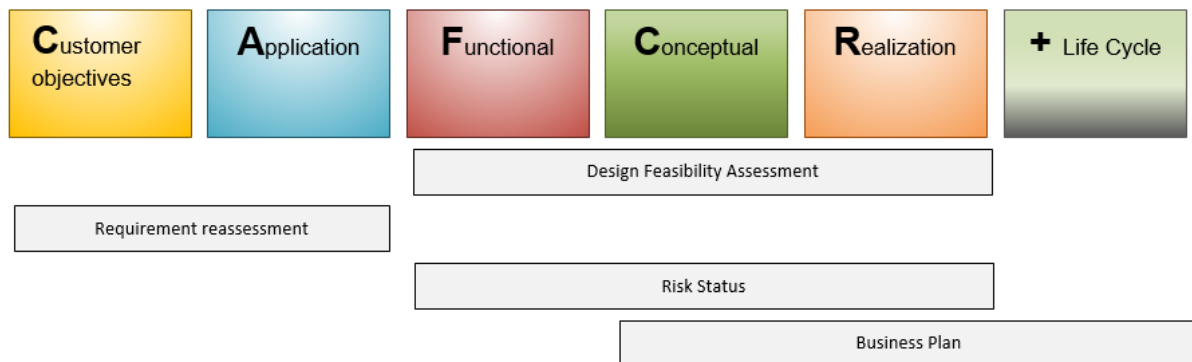 Customer
objectives
Application
Functional
Conceptual
Realization
+ Life Cycle
Design Feasibility Assessment
Requirement reassessment
Risk Status
Business Plan